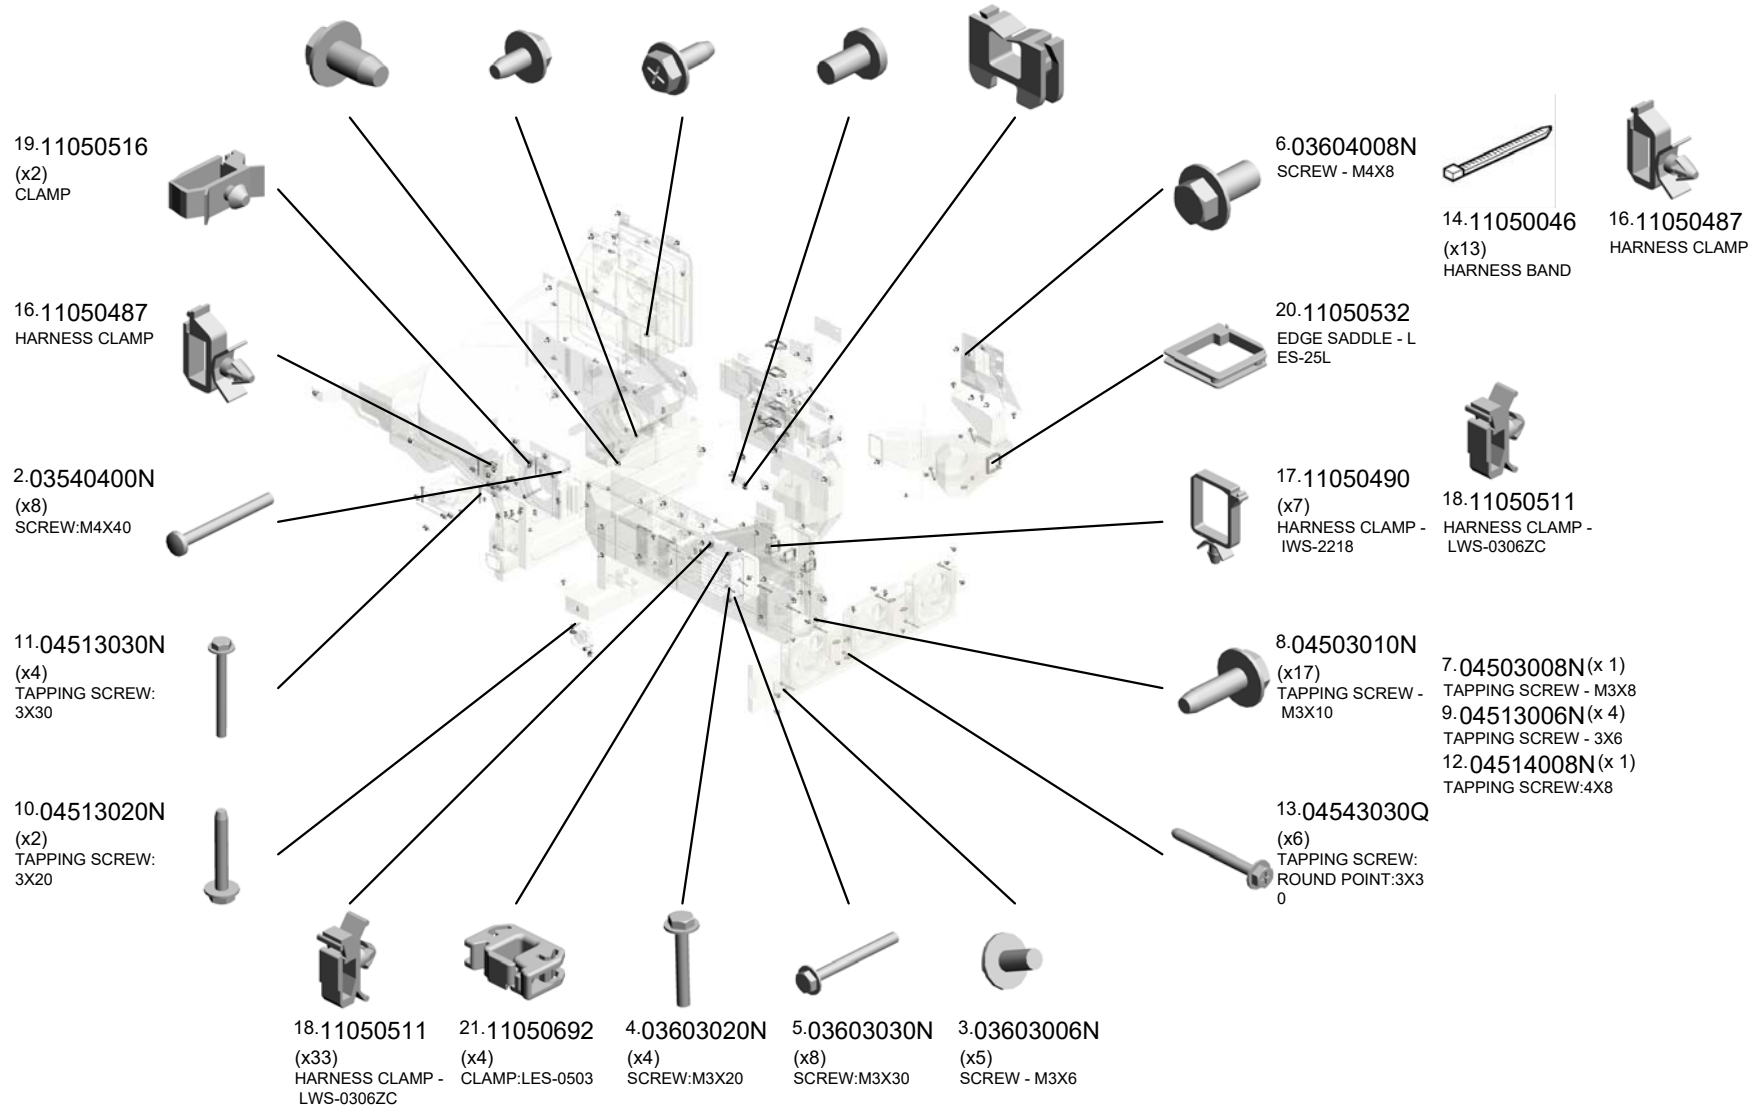 19.11050516
(x2)
CLAMP
6.03604008N
SCREW - M4X8
14.11050046
(x13)
HARNESS BAND
16.11050487
HARNESS CLAMP
16.11050487
HARNESS CLAMP
20.11050532
EDGE SADDLE - L
ES-25L
2.03540400N
(x8)
SCREW:M4X40
17.11050490
(x7)
HARNESS CLAMP -
IWS-2218
18.11050511
HARNESS CLAMP -
LWS-0306ZC
11.04513030N
(x4)
TAPPING SCREW:
3X30
8.04503010N
(x17)
TAPPING SCREW -
M3X10
7.04503008N(x 1)
TAPPING SCREW - M3X8
9.04513006N(x 4)
TAPPING SCREW - 3X6
12.04514008N(x 1)
TAPPING SCREW:4X8
10.04513020N
(x2)
TAPPING SCREW:
3X20
13.04543030Q
(x6)
TAPPING SCREW:
ROUND POINT:3X3
0
18.11050511
(x33)
HARNESS CLAMP -
LWS-0306ZC
21.11050692
(x4)
CLAMP:LES-0503
4.03603020N
(x4)
SCREW:M3X20
5.03603030N
(x8)
SCREW:M3X30
3.03603006N
(x5)
SCREW - M3X6